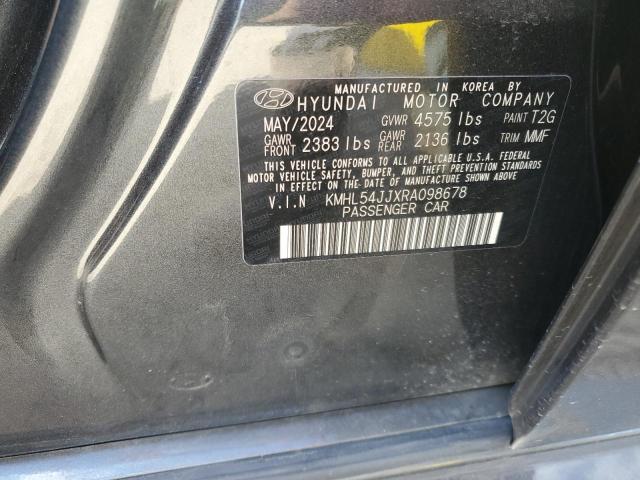 MANUFACTURED IN KOREA BY
HYUNDAI MOTOR COMPANY
MAY/2024 GVWR 4575 lbs PAINT T2G
GAWR FRONT 2383 lbs GAWR REAR 2136 lbs TRIM MMF
THIS VEHICLE CONFORMS TO ALL APPLICABLE U.S.A. FEDERAL
MOTOR VEHICLE SAFETY, BUMPER, AND THEFT PREVENTION STANDARDS
IN EFFECT ON THE DATE OF MANUFACTURE SHOWN ABOVE.
V.I.N KMHL54JJXRA098678
PASSENGER CAR